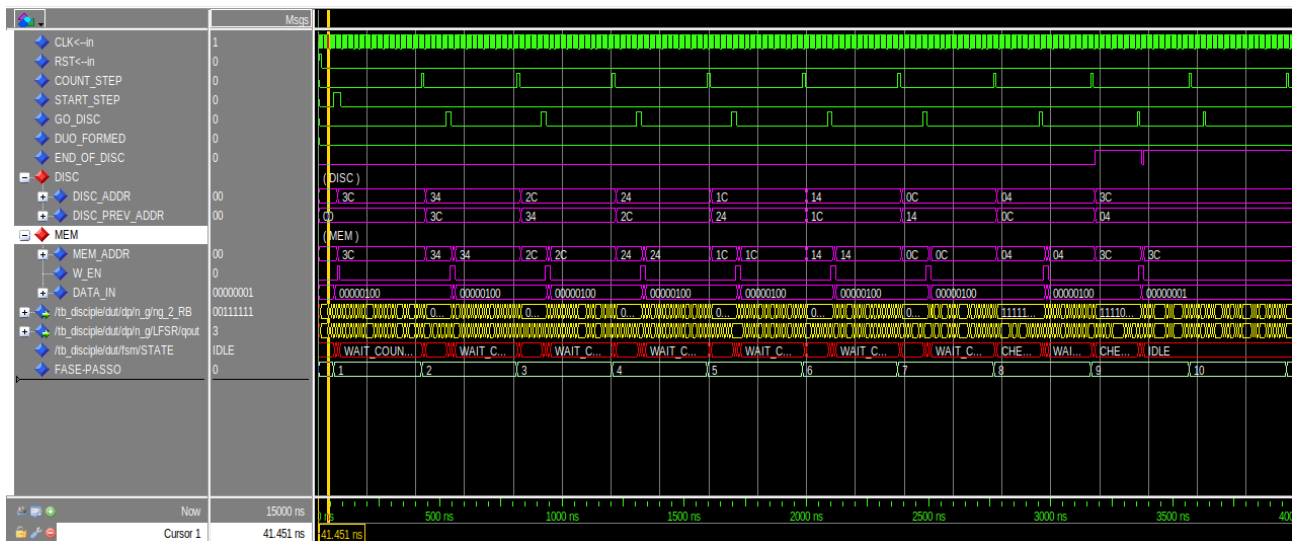 Msgs
CLK<--in 1
RST<--in 0
COUNT_STEP 0
START_STEP 0
GO_DISC 0
DUO_FORMED 0
END_OF_DISC 0
DISC ( DISC )
DISC_ADDR 00 3C 34 2C 24 1C 14 0C 04 3C
DISC_PREV_ADDR 00 3C 34 2C 24 1C 14 0C 04
MEM ( MEM )
MEM_ADDR 00 3C 34 34 2C 2C 24 24 1C 1C 14 14 0C 0C 04 04 3C 3C
W_EN 0
DATA_IN 00000001 00000100 00000100 00000100 00000100 00000100 00000100 00000100 00000100 00000001
/tb_disciple/dut/dp/n_g/ng_2_RB 00111111 0... 0... 0... 0... 0... 0... 11111... 11110...
/tb_disciple/dut/dp/n_g/LFSR/qout 3
/tb_disciple/dut/fsm/STATE IDLE WAIT_COUN... WAIT_C... WAIT_C... WAIT_C... WAIT_C... WAIT_C... WAIT_C... CHE... WAI... CHE... IDLE
FASE-PASSO 0 1 2 3 4 5 6 7 8 9 10
Now 15000 ns 500 ns 1000 ns 1500 ns 2000 ns 2500 ns 3000 ns 3500 ns
Cursor 1 41.451 ns 41.451 ns